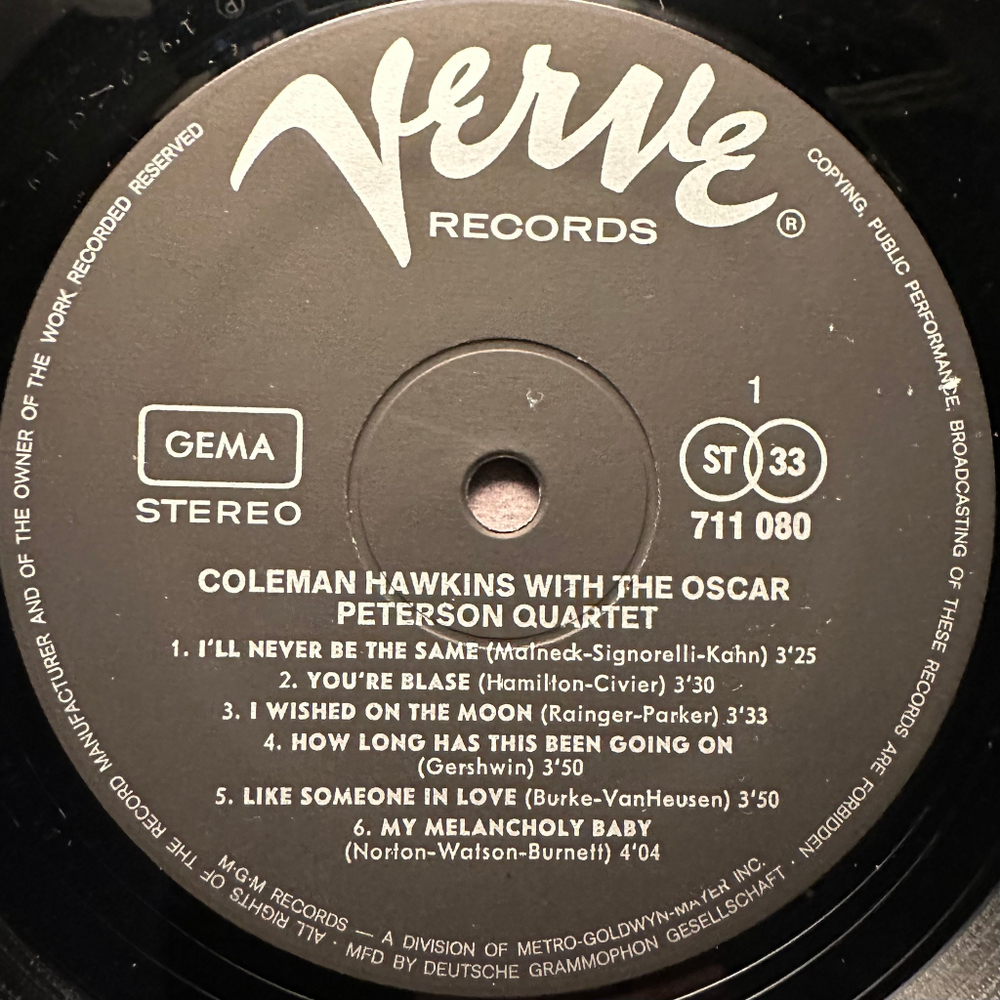 Verve
RECORDS
®
GEMA
STEREO
1
ST 33
711 080
COLEMAN HAWKINS WITH THE OSCAR
PETERSON QUARTET
1. I'LL NEVER BE THE SAME (Malneck-Signorelli-Kahn) 3'25
2. YOU'RE BLASE (Hamilton-Civier) 3'30
3. I WISHED ON THE MOON (Rainger-Parker) 3'33
4. HOW LONG HAS THIS BEEN GOING ON
(Gershwin) 3'50
5. LIKE SOMEONE IN LOVE (Burke-VanHeusen) 3'50
6. MY MELANCHOLY BABY
(Norton-Watson-Burnett) 4'04
M·G·M RECORDS — A DIVISION OF METRO-GOLDWYN-MAYER INC.
ALL RIGHTS OF THE RECORD MANUFACTURER AND OF THE OWNER OF THE WORK RECORDED RESERVED
COPYING, PUBLIC PERFORMANCE, BROADCASTING OF THESE RECORDS ARE FORBIDDEN
· MFD BY DEUTSCHE GRAMMOPHON GESELLSCHAFT ·